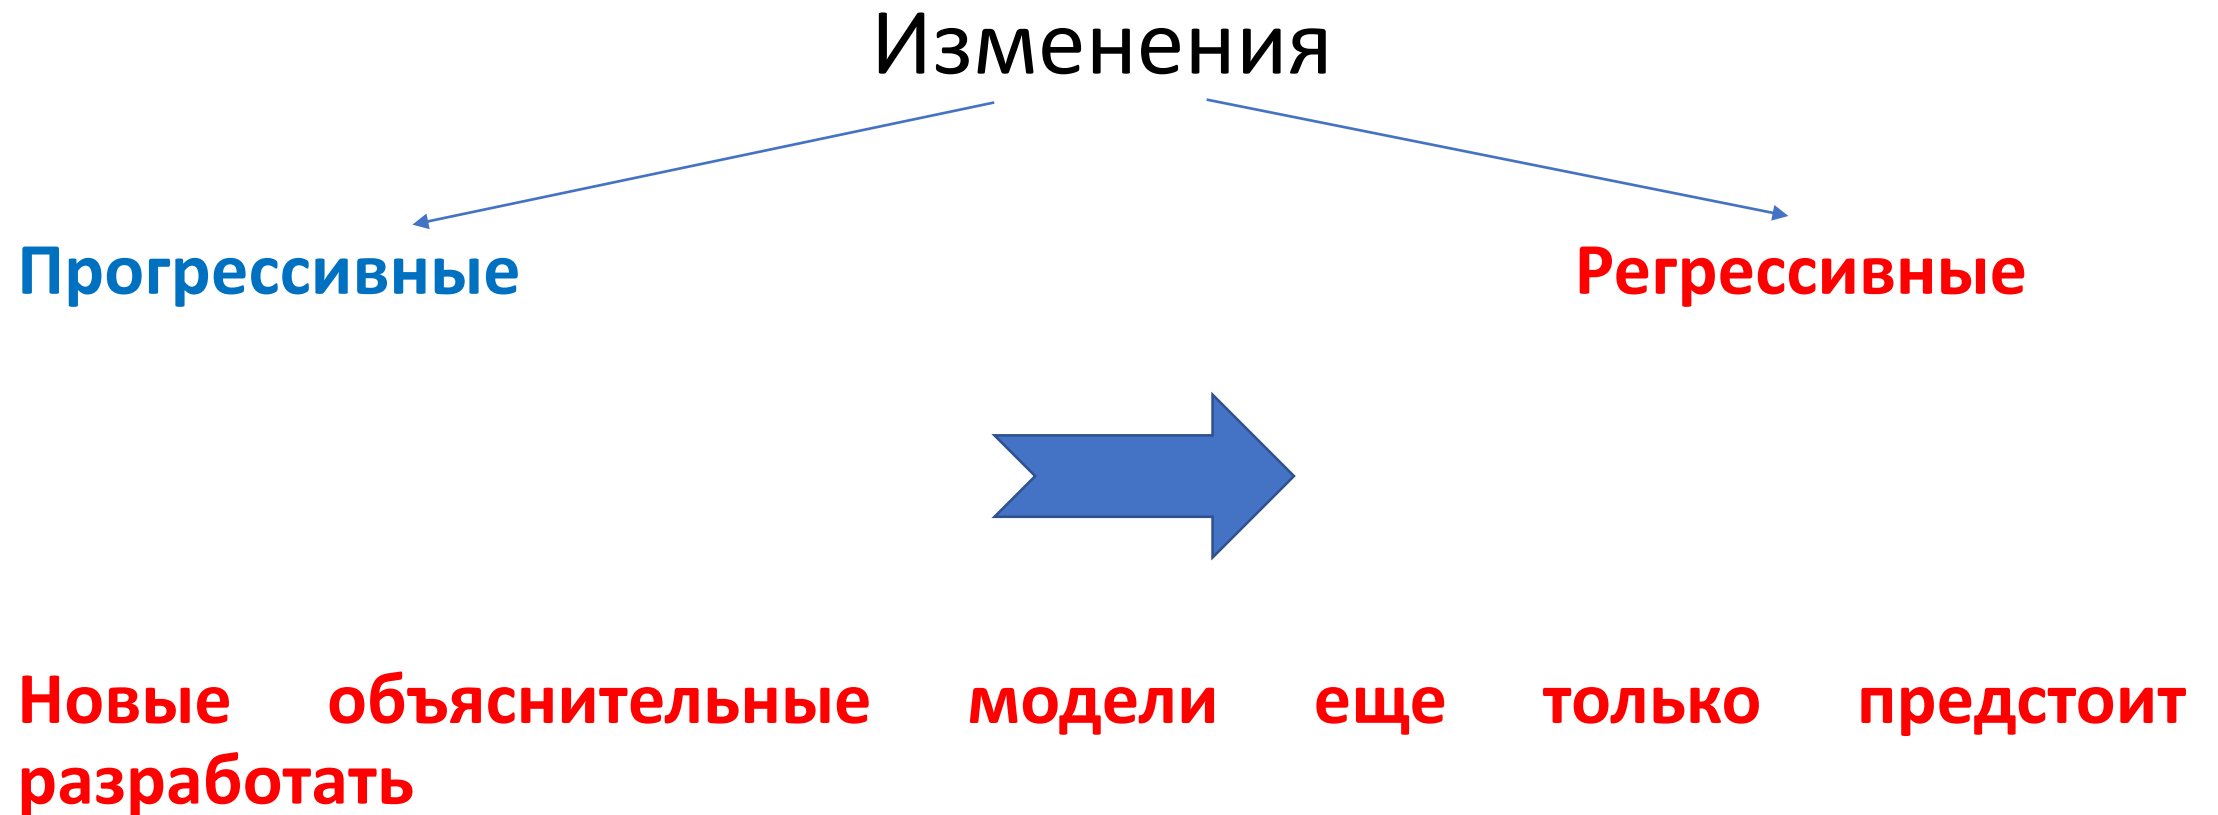 Изменения
Прогрессивные
Регрессивные
Новые объяснительные модели еще только предстоит
разработать